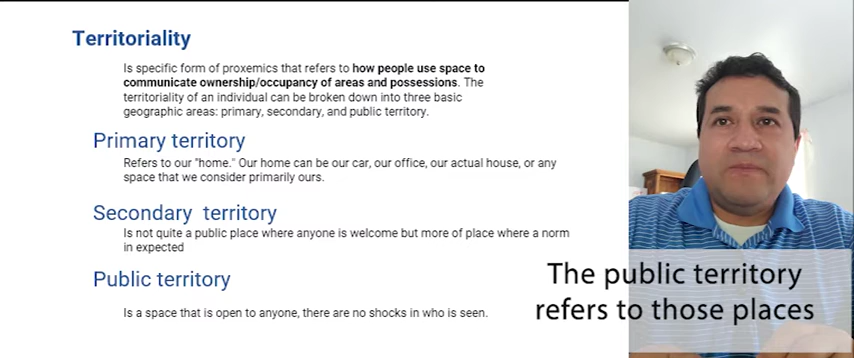 Territoriality
Is specific form of proxemics that refers to how people use space to
communicate ownership/occupancy of areas and possessions. The
territoriality of an individual can be broken down into three basic
geographic areas: primary, secondary, and public territory.
Primary territory
Refers to our "home." Our home can be our car, our office, our actual house, or any
space that we consider primarily ours.
Secondary territory
Is not quite a public place where anyone is welcome but more of place where a norm
in expected
Public territory
Is a space that is open to anyone, there are no shocks in who is seen.
The public territory
refers to those places